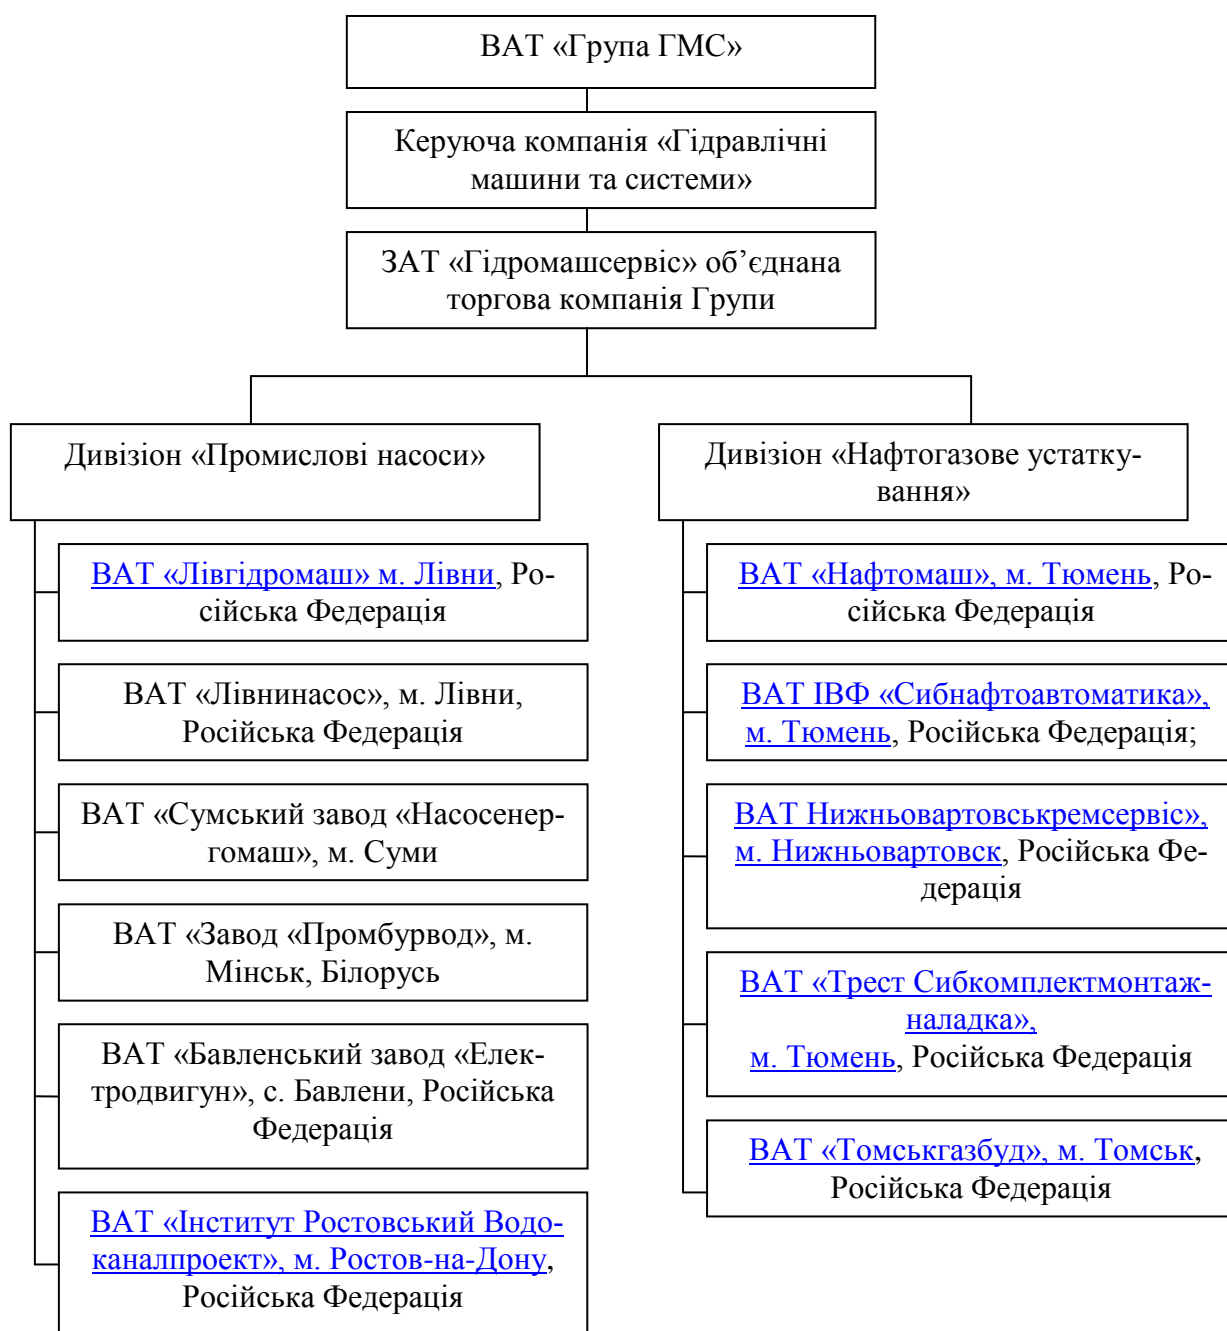 ВАТ «Група ГМС»
Керуюча компанія «Гідравлічні
машини та системи»
ЗАТ «Гідромашсервіс» об’єднана
торгова компанія Групи
Дивізіон «Промислові насоси»
ВАТ «Лівгідромаш» м. Лівни, Ро-
сійська Федерація
ВАТ «Лівнинасос», м. Лівни,
Російська Федерація
ВАТ «Сумський завод «Насосенер-
гомаш», м. Суми
ВАТ «Завод «Промбурвод», м.
Мінськ, Білорусь
ВАТ «Бавленський завод «Елек-
тродвигун», с. Бавлени, Російська
Федерація
ВАТ «Інститут Ростовський Водо-
каналпроект», м. Ростов-на-Дону,
Російська Федерація
Дивізіон «Нафтогазове устатку-
вання»
ВАТ «Нафтомаш», м. Тюмень, Ро-
сійська Федерація
ВАТ ІВФ «Сибнафтоавтоматика»,
м. Тюмень, Російська Федерація;
ВАТ Нижньовартовськремсервіс»,
м. Нижньовартовск, Російська Фе-
дерація
ВАТ «Трест Сибкомплектмонтаж-
наладка»,
м. Тюмень, Російська Федерація
ВАТ «Томськгазбуд», м. Томськ,
Російська Федерація